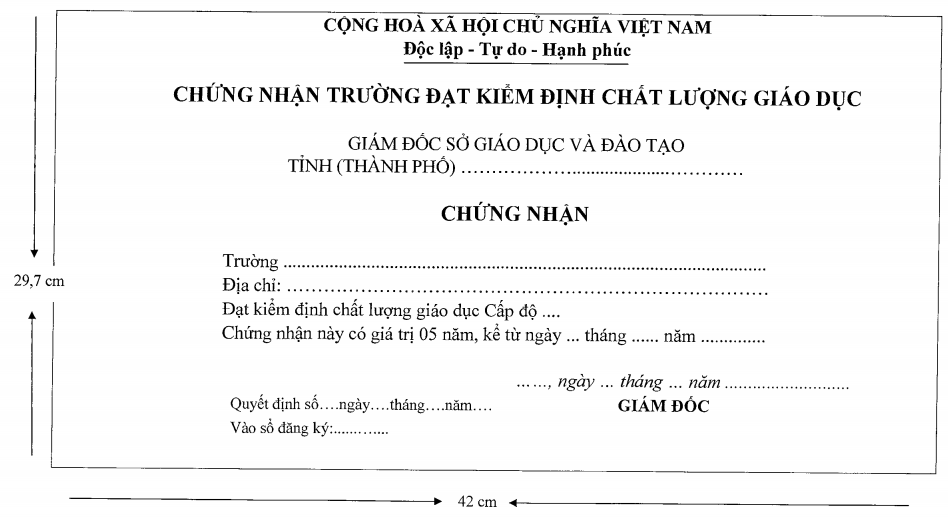 CỘNG HOÀ XÃ HỘI CHỦ NGHĨA VIỆT NAM
Độc lập - Tự do - Hạnh phúc
CHỨNG NHẬN TRƯỜNG ĐẠT KIỂM ĐỊNH CHẤT LƯỢNG GIÁO DỤC
GIÁM ĐỐC SỞ GIÁO DỤC VÀ ĐÀO TẠO
TỈNH (THÀNH PHỐ) ……………………………………………
CHỨNG NHẬN
Trường ..........................................................................................................
Địa chỉ: ………………………………………………………………………
Đạt kiểm định chất lượng giáo dục Cấp độ ....
Chứng nhận này có giá trị 05 năm, kể từ ngày ... tháng ...... năm ..............
……, ngày ... tháng ... năm ...........................
Quyết định số….ngày….tháng….năm….
GIÁM ĐỐC
Vào sổ đăng ký:............
29,7 cm
42 cm